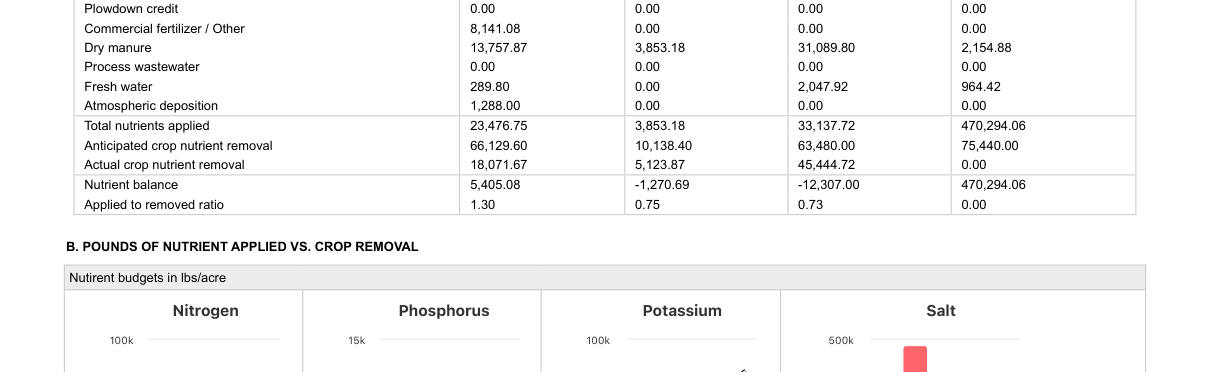 Plowdown credit 0.00 0.00 0.00 0.00
Commercial fertilizer / Other 8,141.08 0.00 0.00 0.00
Dry manure 13,757.87 3,853.18 31,089.80 2,154.88
Process wastewater 0.00 0.00 0.00 0.00
Fresh water 289.80 0.00 2,047.92 964.42
Atmospheric deposition 1,288.00 0.00 0.00 0.00
Total nutrients applied 23,476.75 3,853.18 33,137.72 470,294.06
Anticipated crop nutrient removal 66,129.60 10,138.40 63,480.00 75,440.00
Actual crop nutrient removal 18,071.67 5,123.87 45,444.72 0.00
Nutrient balance 5,405.08 -1,270.69 -12,307.00 470,294.06
Applied to removed ratio 1.30 0.75 0.73 0.00
B. POUNDS OF NUTRIENT APPLIED VS. CROP REMOVAL
Nutirent budgets in lbs/acre
Nitrogen Phosphorus Potassium Salt
100k 15k 100k 500k